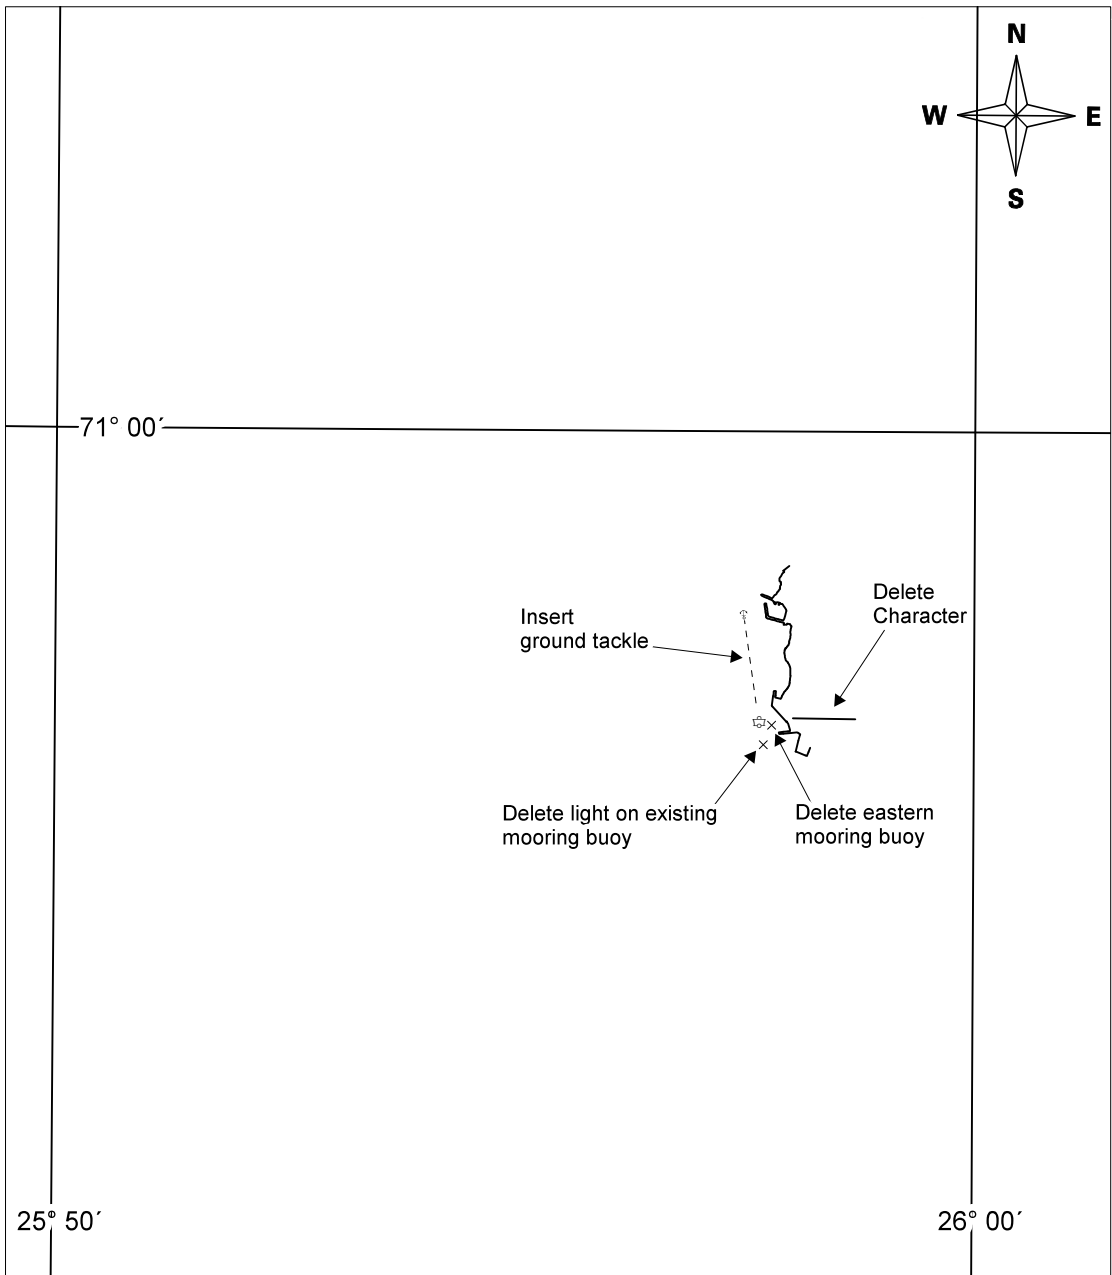 N
W
E
S
71° 00´
Delete
Character
Insert
ground tackle
Delete light on existing
mooring buoy
Delete eastern
mooring buoy
25° 50´
26° 00´